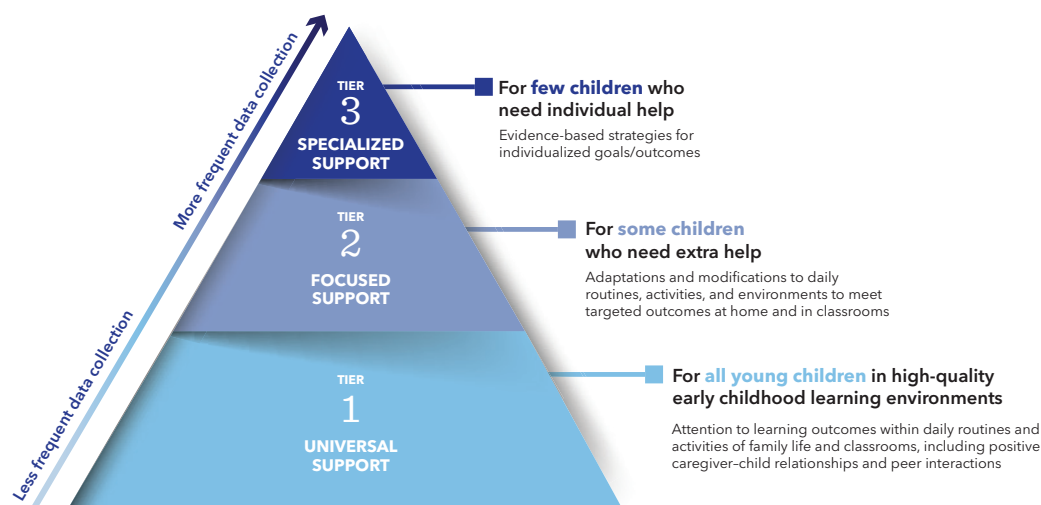 More frequent data collection
Less frequent data collection
TIER
3
SPECIALIZED
SUPPORT
For few children who
need individual help
Evidence-based strategies for
individualized goals/outcomes
TIER
2
FOCUSED
SUPPORT
For some children
who need extra help
Adaptations and modifications to daily
routines, activities, and environments to meet
targeted outcomes at home and in classrooms
TIER
1
UNIVERSAL
SUPPORT
For all young children in high-quality
early childhood learning environments
Attention to learning outcomes within daily routines and
activities of family life and classrooms, including positive
caregiver–child relationships and peer interactions